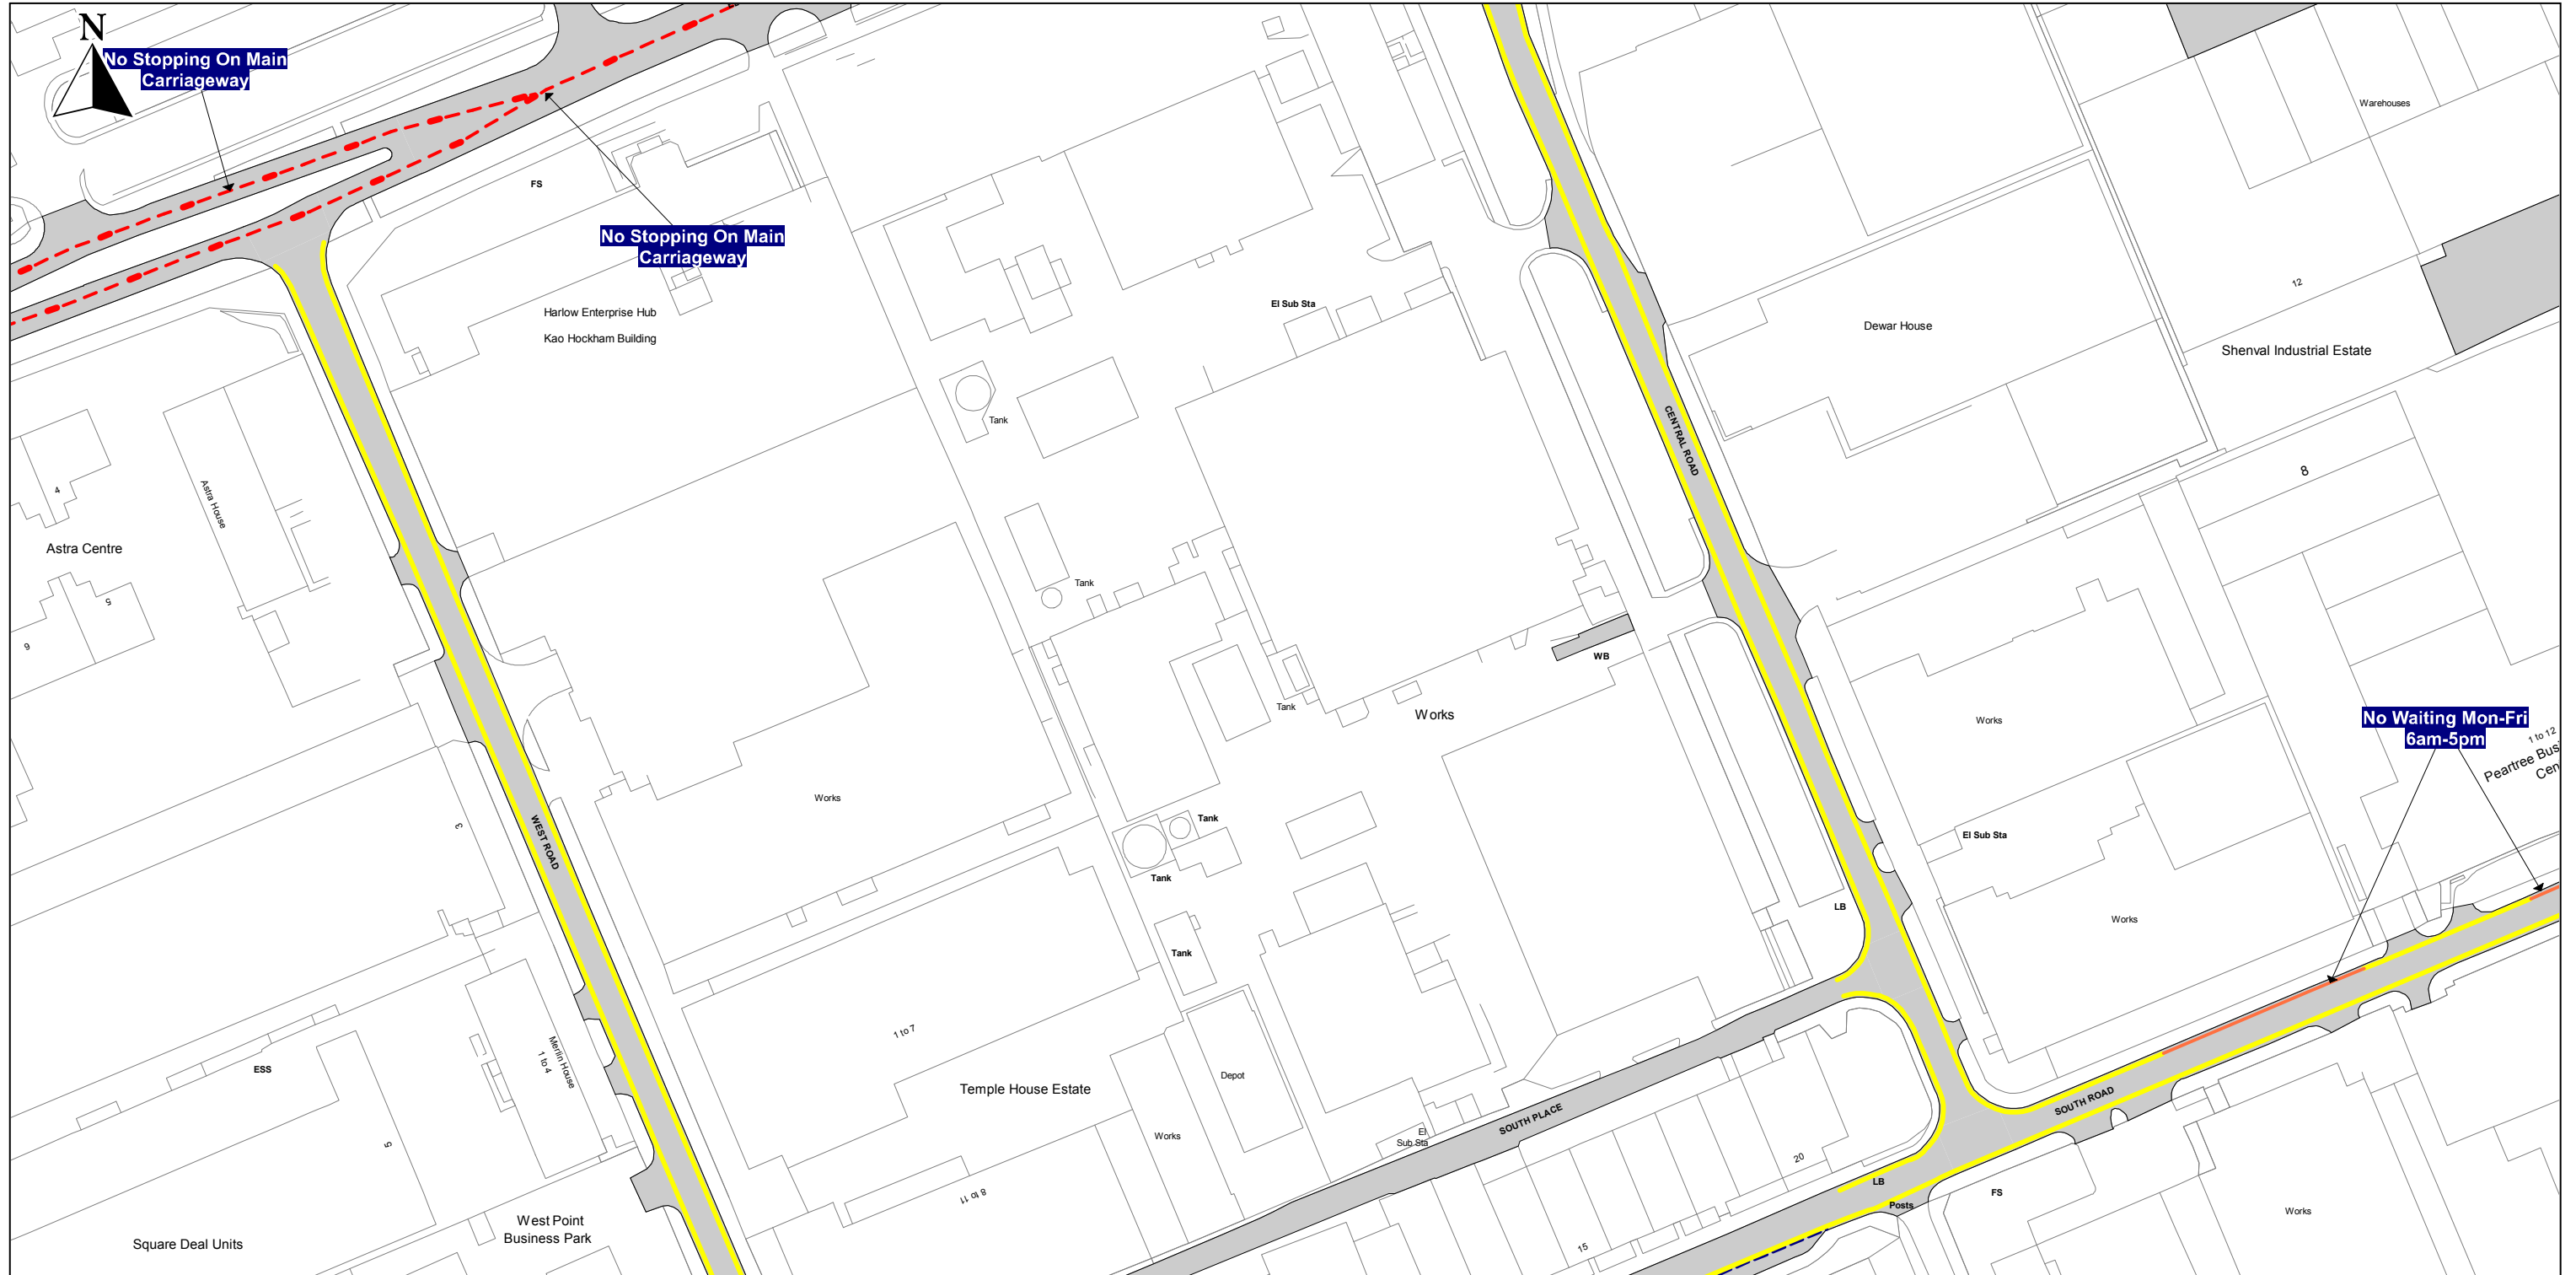 N
No Stopping On Main
Carriageway
No Stopping On Main
Carriageway
FS
Harlow Enterprise Hub
Kao Hockham Building
Warehouses
12
El Sub Sta
Dewar House
Shenval Industrial Estate
Tank
CENTRAL ROAD
8
4
Astra House
Astra Centre
5
6
Tank
WB
Tank
Works
Works
No Waiting Mon-Fri
6am-5pm
1 to 12
Peartree Bus
Cen
Works
3
WEST ROAD
Tank
Tank
El Sub Sta
LB
Works
Tank
1 to 7
Merlin House
1 to 4
ESS
Depot
Temple House Estate
SOUTH PLACE
SOUTH ROAD
Works
El
Sub Sta
5
20
8 to 11
LB
Posts
FS
Works
West Point
Business Park
Square Deal Units
15